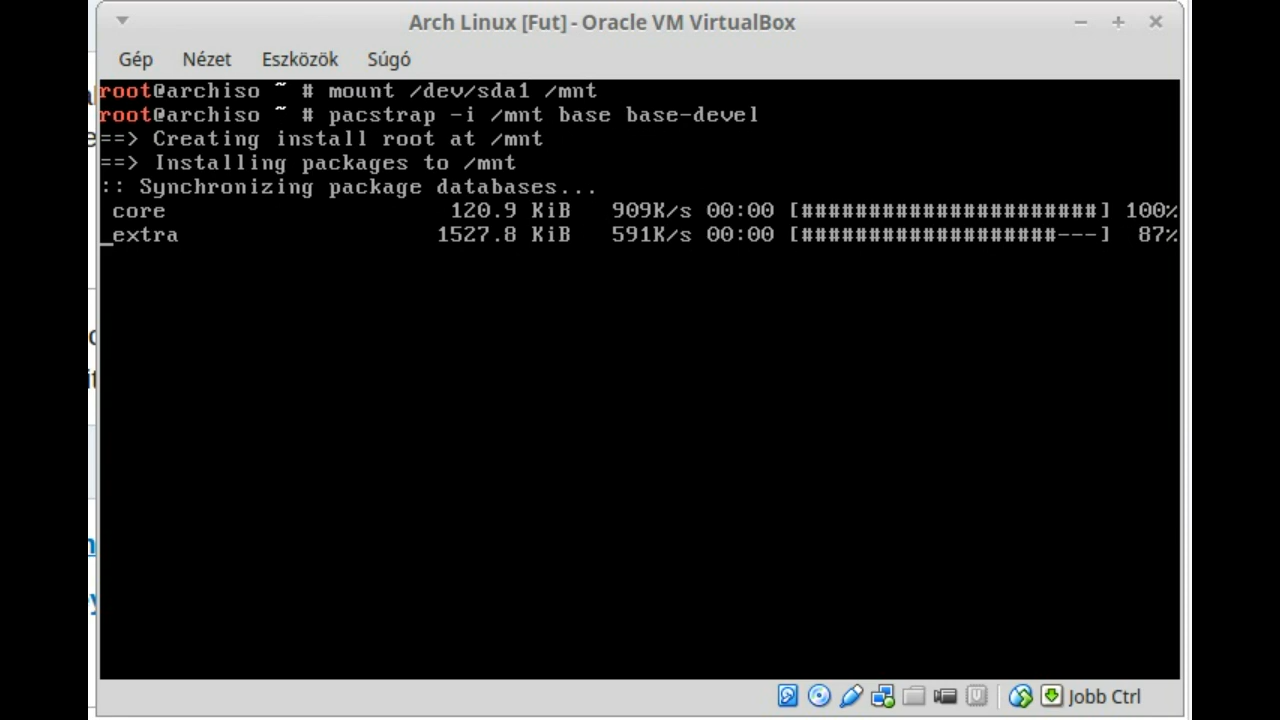 Arch Linux [Fut] - Oracle VM VirtualBox
Gép Nézet Eszközök Súgó
root@archiso ~ # mount /dev/sda1 /mnt
root@archiso ~ # pacstrap -i /mnt base base-devel
==> Creating install root at /mnt
==> Installing packages to /mnt
:: Synchronizing package databases...
core 120.9 KiB 909K/s 00:00 [######################] 100%
_extra 1527.8 KiB 591K/s 00:00 [###################---] 87%
Jobb Ctrl